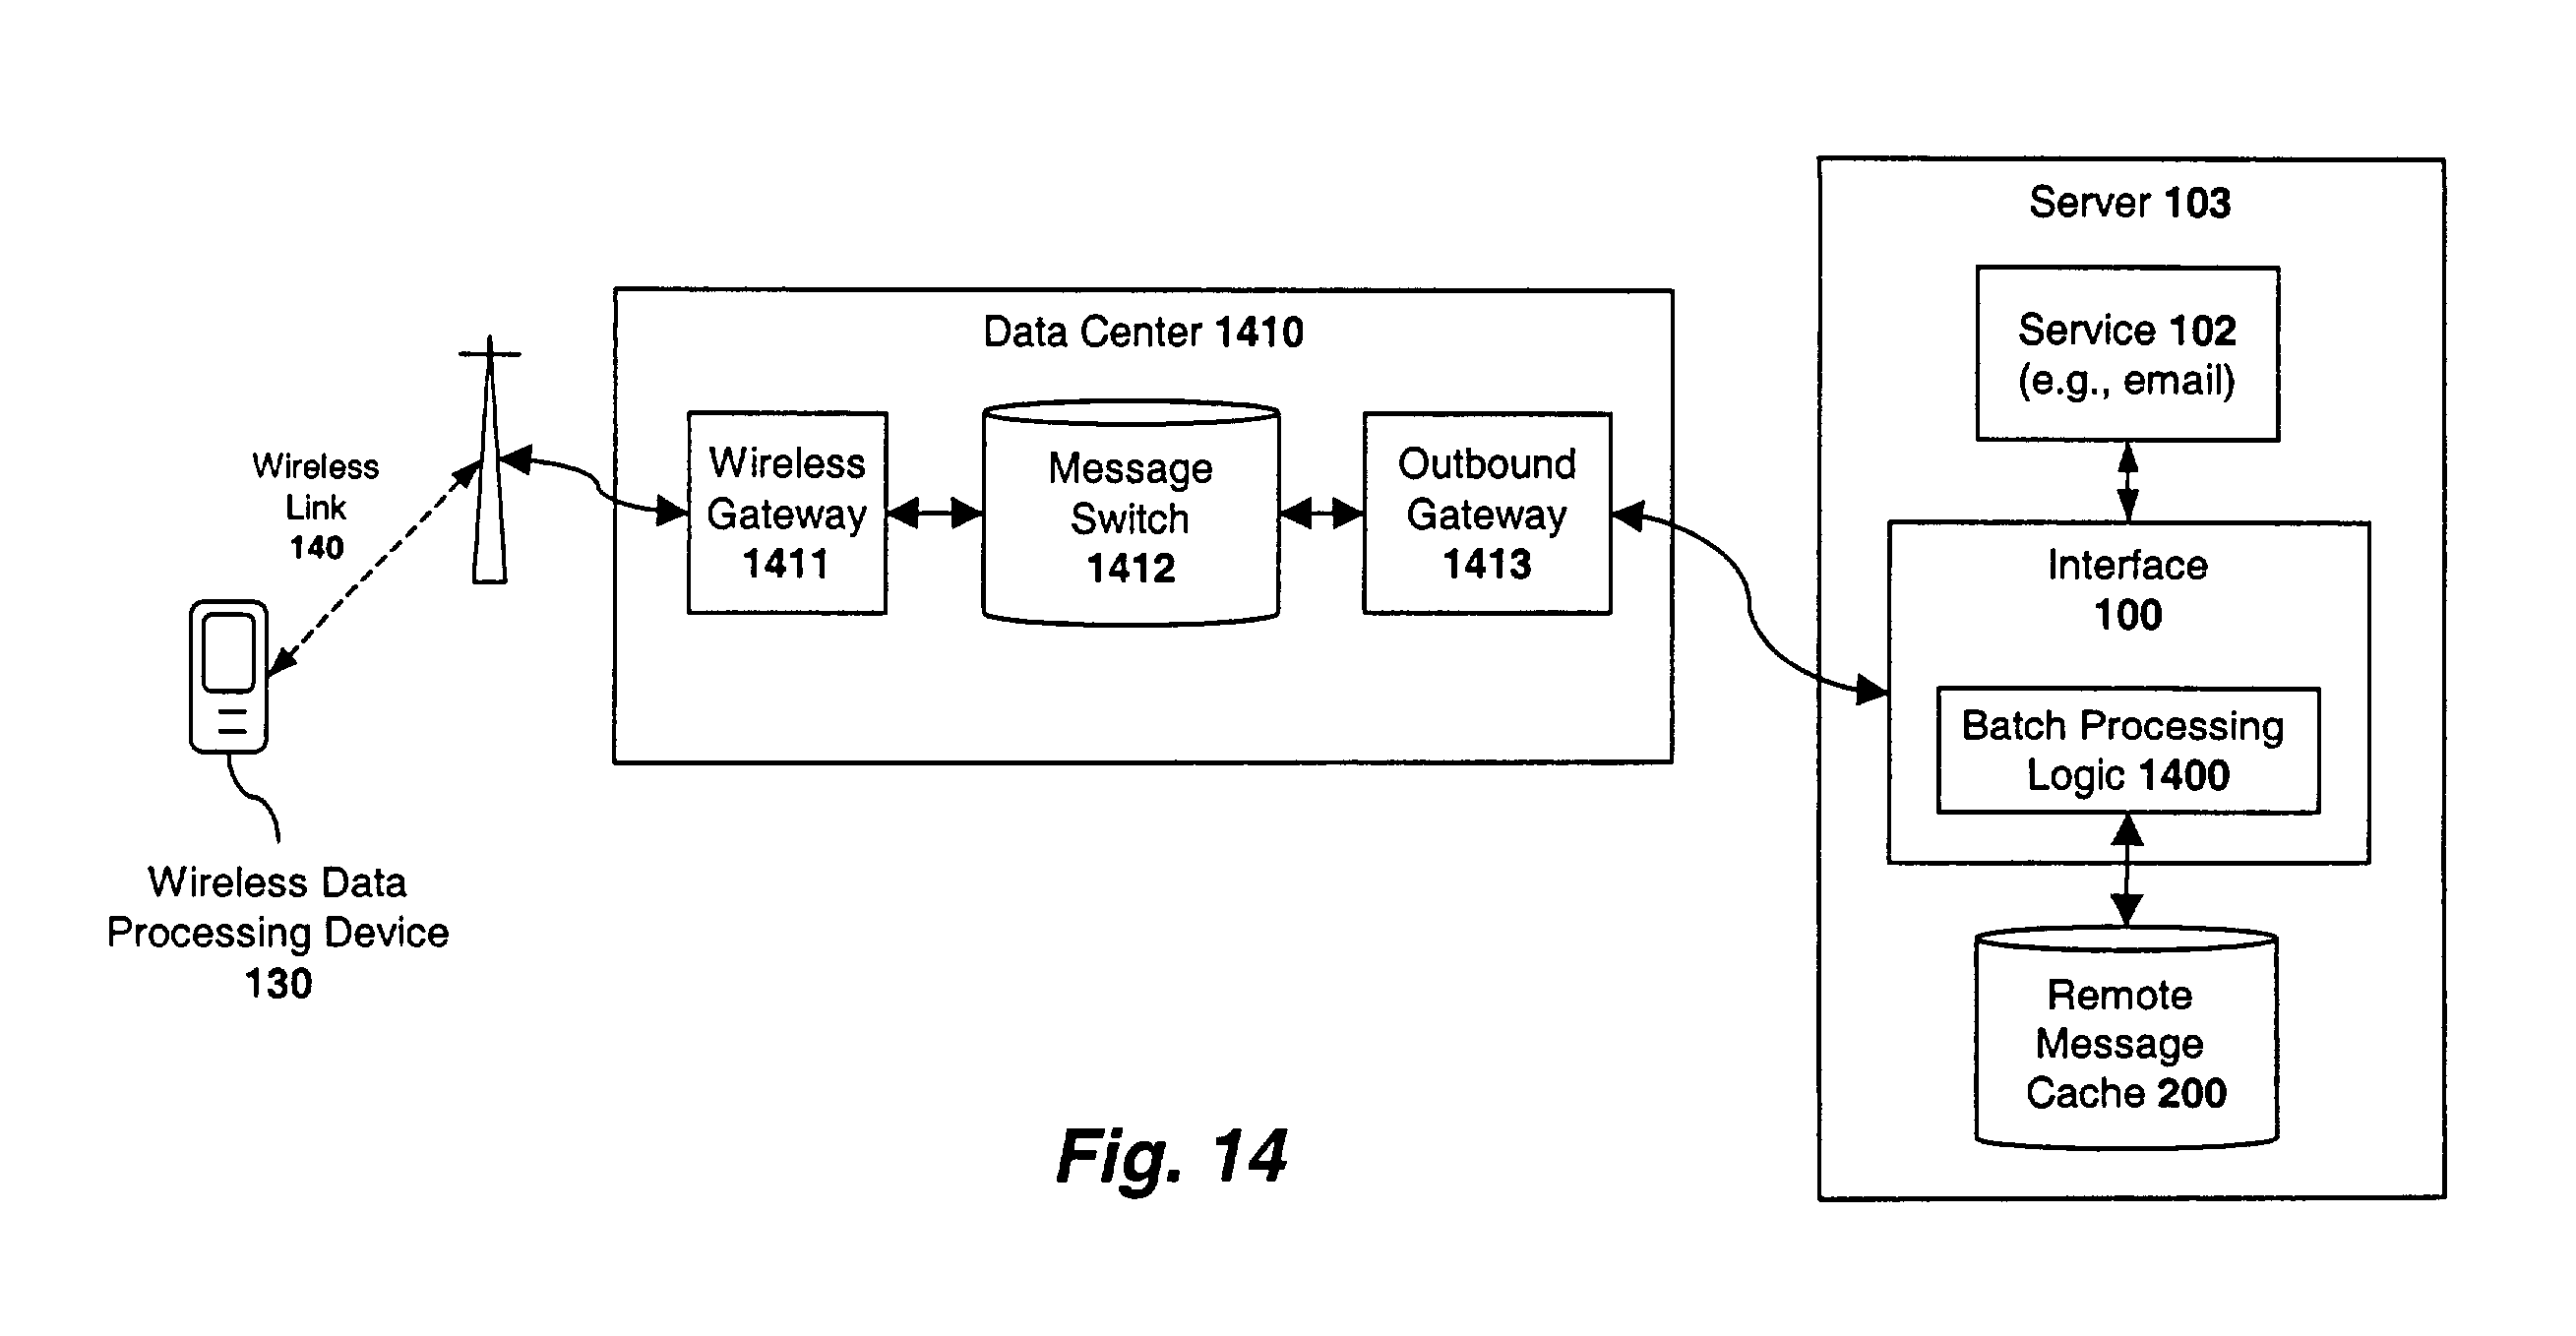 Server 103
Service 102
(e.g., email)
Data Center 1410
Wireless
Gateway
1411
Message
Switch
1412
Outbound
Gateway
1413
Wireless
Link
140
Interface
100
Batch Processing
Logic 1400
Wireless Data
Processing Device
130
Remote
Message
Cache 200
Fig. 14